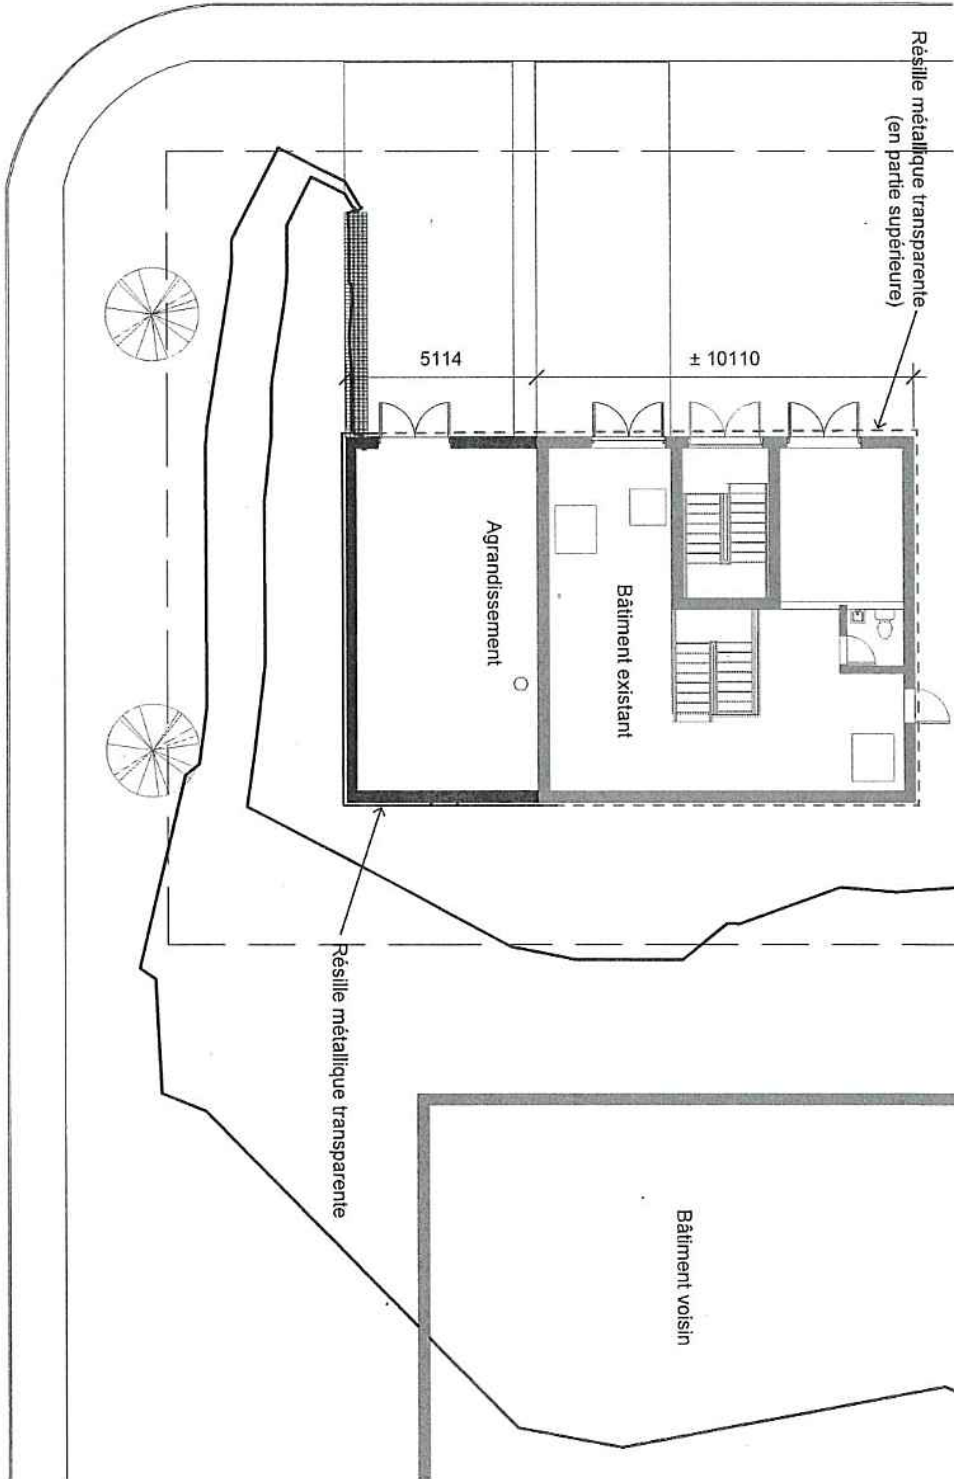 Résille métallique transparente
(en partie supérieure)
5114
± 10110
Agrandissement
Bâtiment existant
Résille métallique transparente
Bâtiment voisin